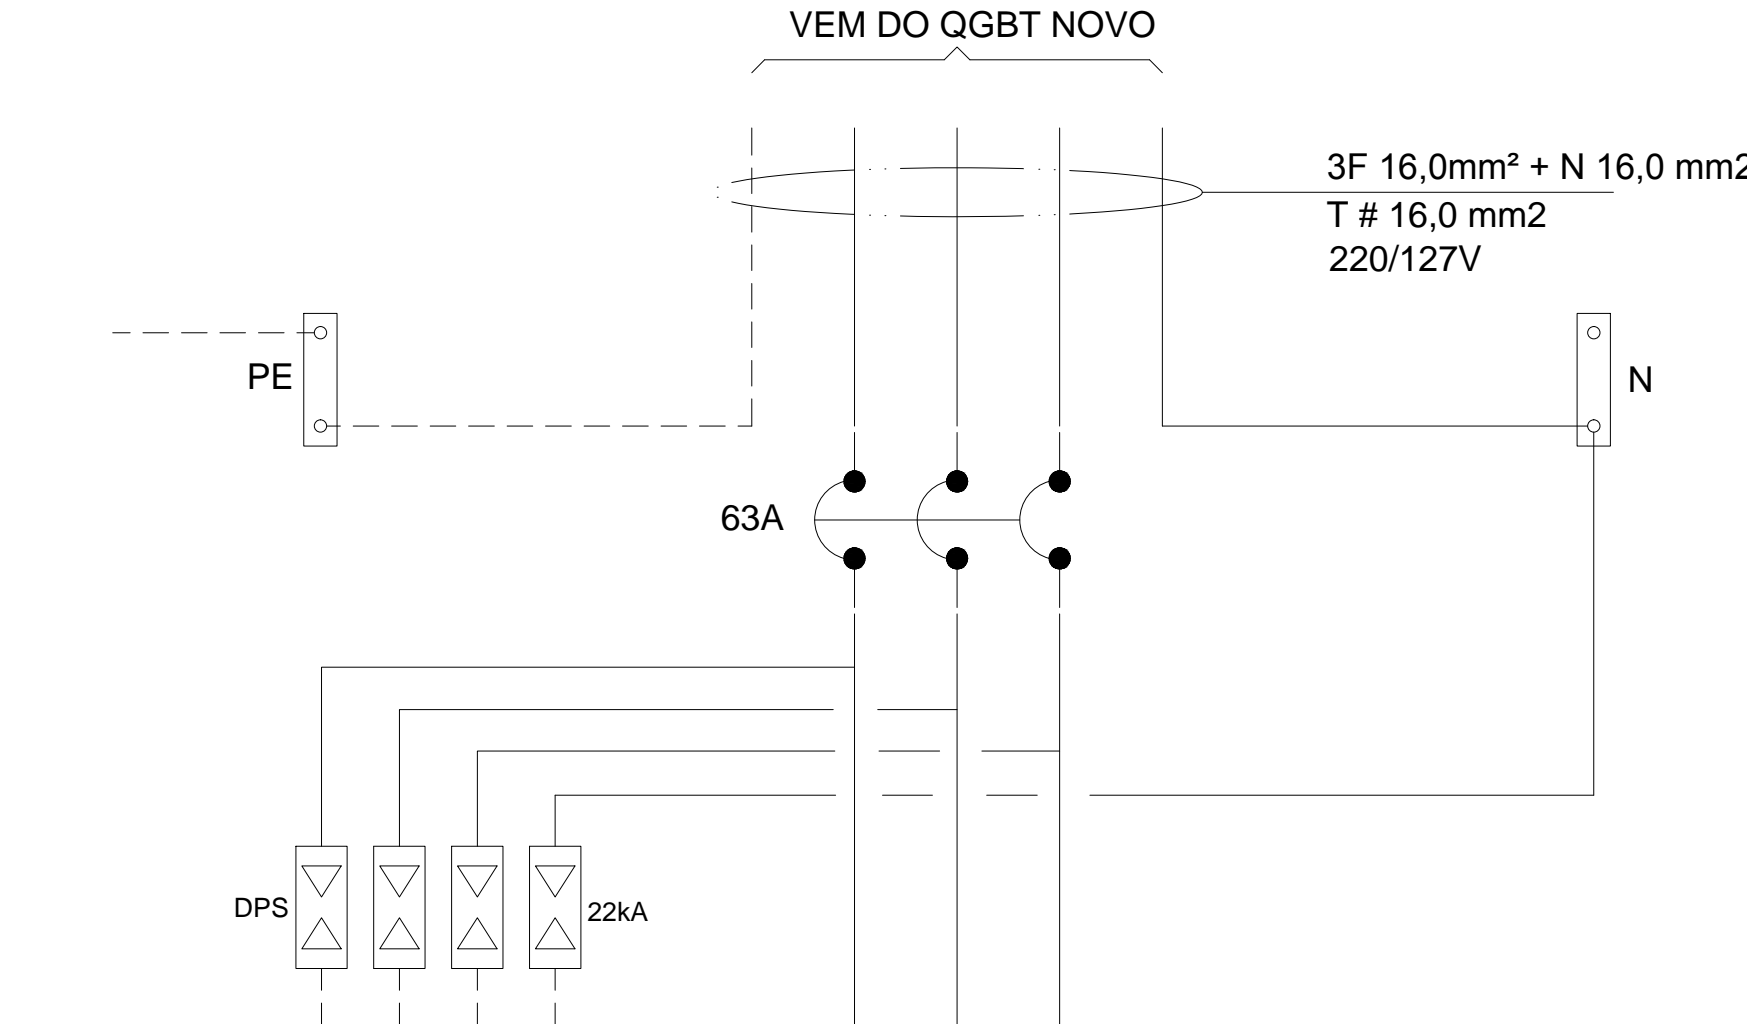 VEM DO QGBT NOVO
3F 16,0mm² + N 16,0 mm2
T # 16,0 mm2
220/127V
PE
N
63A
DPS
22kA